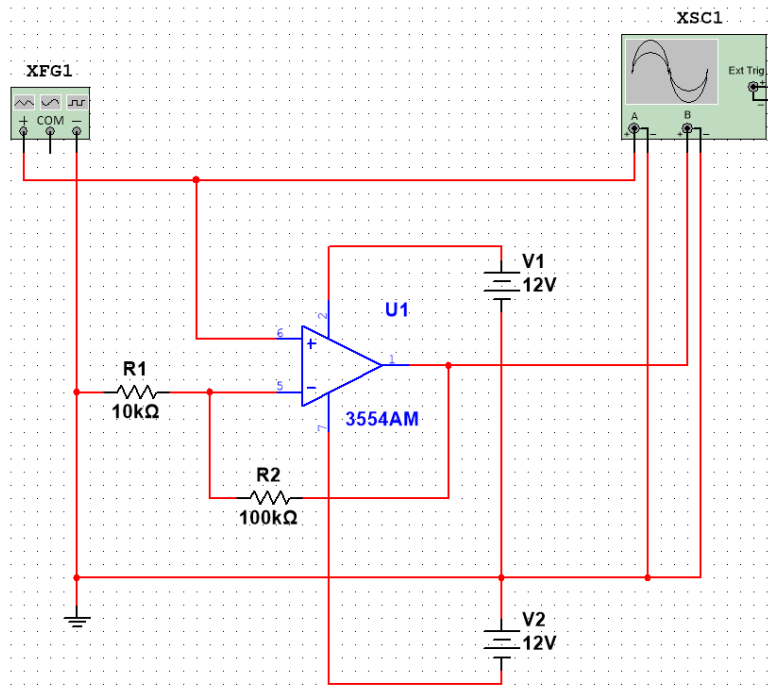 XSC1
XFG1
Ext Trig
+
-
A
B
+ COM -
+ -
+ -
V1
12V
2
U1
6
+
1
R1
10kΩ
5
-
3554AM
7
R2
100kΩ
V2
12V